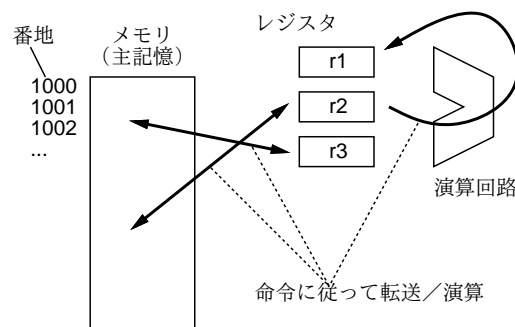 番地
メモリ
(主記憶)
レジスタ
1000
1001
1002
...
r1
r2
r3
演算回路
命令に従って転送／演算